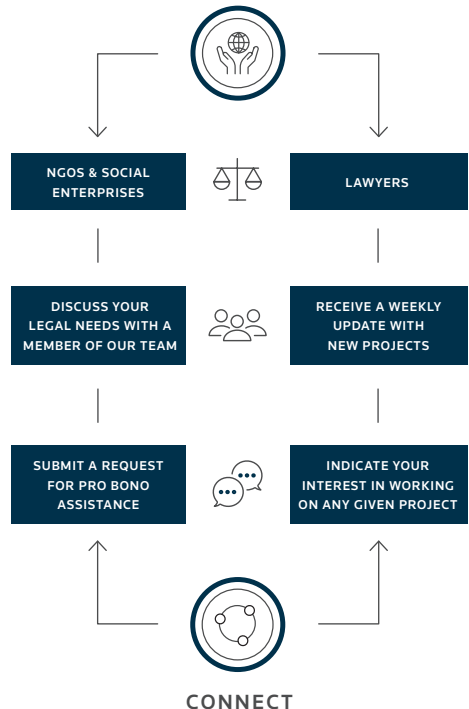 NGOS & SOCIAL
ENTERPRISES
LAWYERS
DISCUSS YOUR
LEGAL NEEDS WITH A
MEMBER OF OUR TEAM
RECEIVE A WEEKLY
UPDATE WITH
NEW PROJECTS
SUBMIT A REQUEST
FOR PRO BONO
ASSISTANCE
INDICATE YOUR
INTEREST IN WORKING
ON ANY GIVEN PROJECT
CONNECT